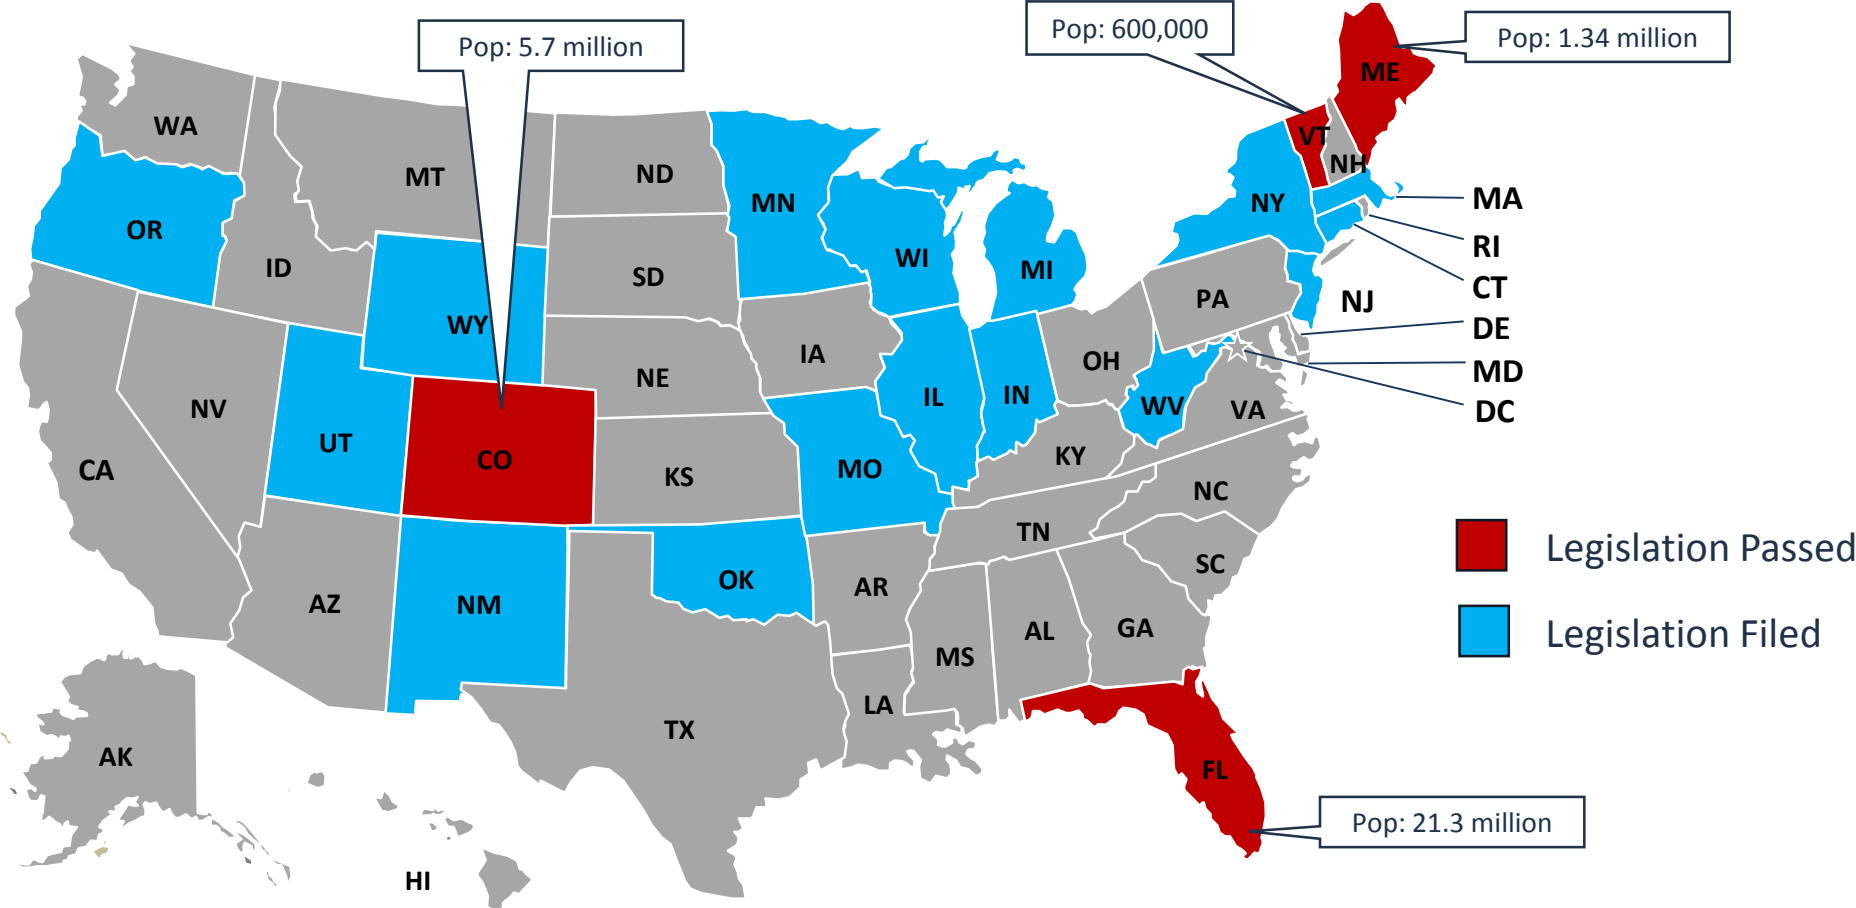 Pop: 5.7 million
Pop: 600,000
Pop: 1.34 million
ME
WA
VT
NH
MT
ND
MN
NY
MA
OR
WI
RI
ID
SD
MI
CT
PA
NJ
WY
DE
IA
OH
MD
NE
IL
IN
WV
VA
DC
NV
UT
CO
KY
CA
MO
KS
NC
TN
Legislation Passed
SC
AZ
NM
OK
AR
AL
GA
Legislation Filed
MS
LA
TX
AK
FL
Pop: 21.3 million
HI